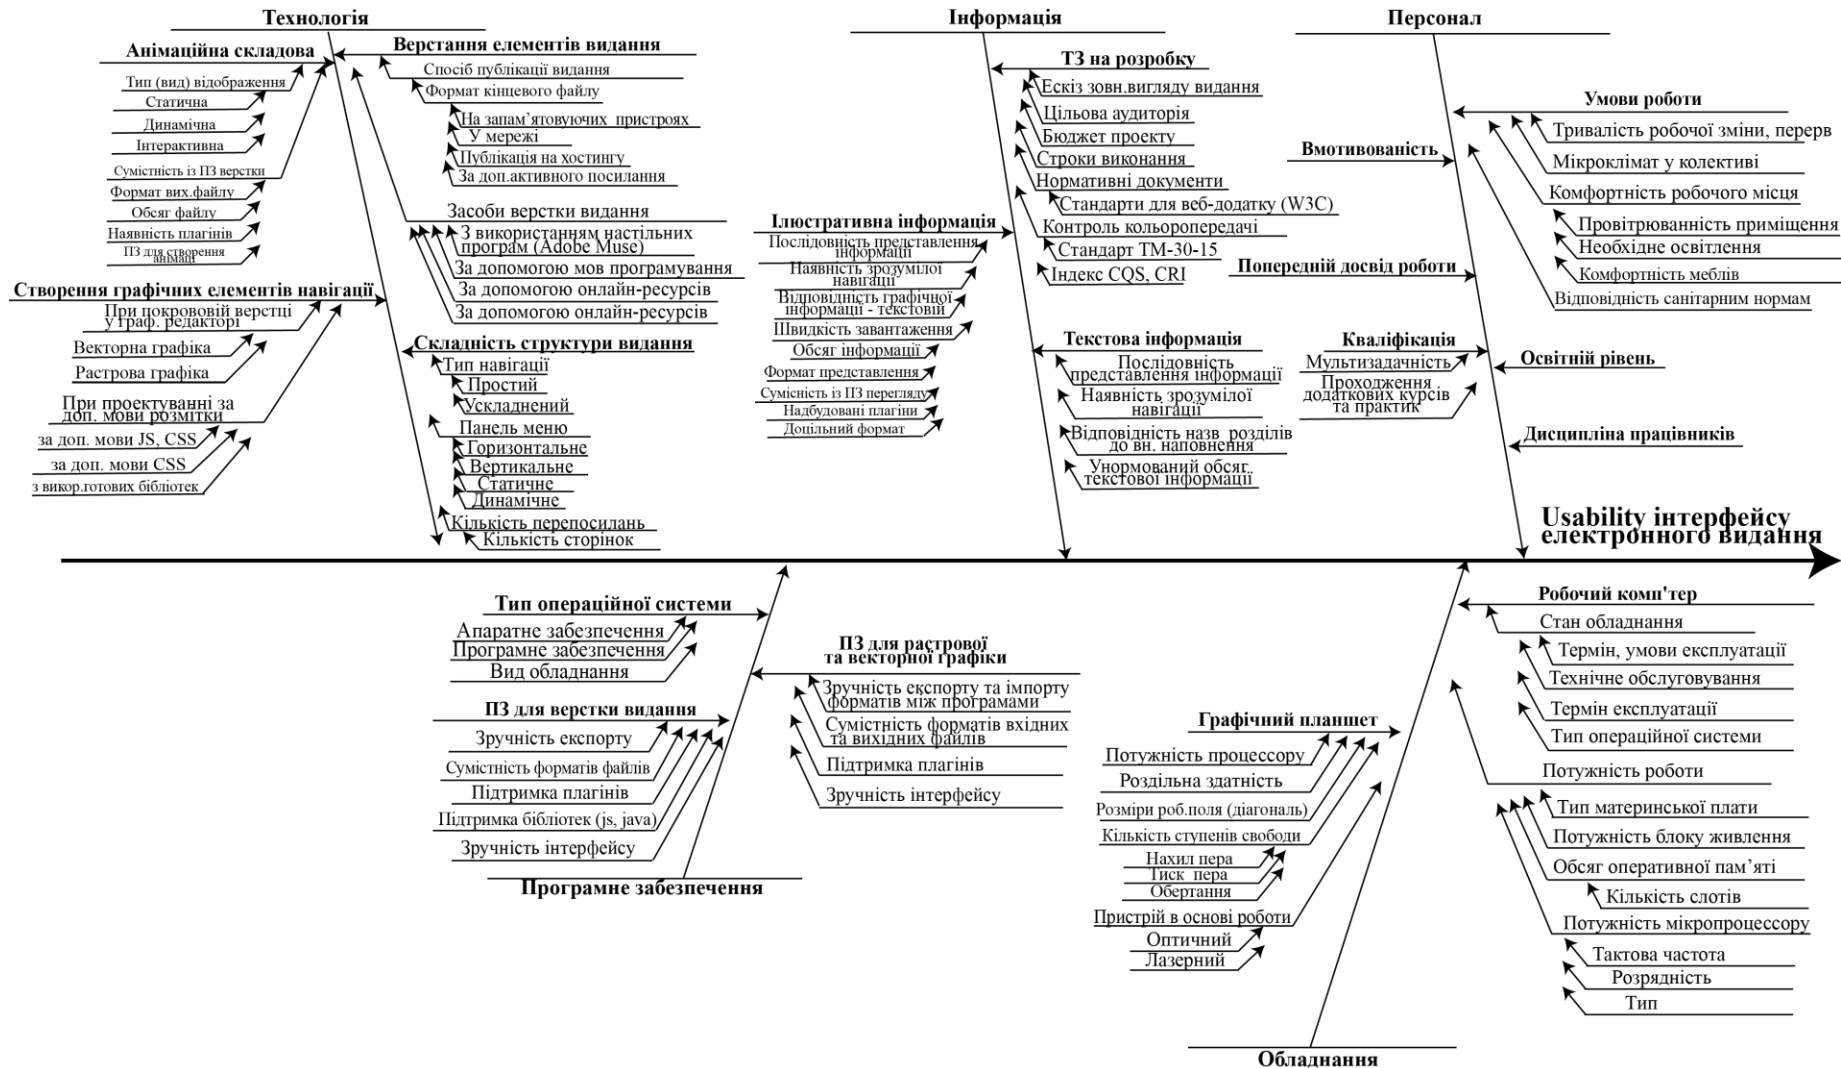 Технологія
Анімаційна складова
Тип (вид) відображення
Статична
Динамічна
Інтерактивна
Сумістність із ПЗ верстки
Формат вих.файлу
Обсяг файлу
Наявність плагінів
ПЗ для створення
анімаці
Створення графічних елементів навігації
При покрововій верстці
у граф. редакторі
Векторна графіка
Растрова графіка
При проектуванні за
доп. мови розмітки
за доп. мови JS, CSS
за доп. мови CSS
з викор.готових бібліотек
Верстання елементів видання
Спосіб публікації видання
Формат кінцевого файлу
На запам’ятовуючих пристроях
У мережі
Публікація на хостингу
За доп.активного посилання
Засоби верстки видання
З використанням настільних
програм (Adobe Muse)
За допомогою мов програмування
За допомогою онлайн-ресурсів
За допомогою онлайн-ресурсів
Складність структури видання
Тип навігації
Простий
Ускладнений
Панель меню
Горизонтальне
Вертикальне
Статичне
Динамічне
Кількість перепосилань
Кількість сторінок
Інформація
ТЗ на розробку
Ескіз зовн.вигляду видання
Цільова аудиторія
Бюджет проекту
Строки виконання
Нормативні документи
Стандарти для веб-додатку (W3C)
Контроль кольоропередачі
Стандарт ТМ-30-15
Індекс CQS, CRI
Ілюстративна інформація
Послідовність представлення
інформації
Наявність зрозумілої
навігації
Відповідність графічної
інформації - текстовій
Швидкість завантаження
Обсяг інформації
Формат представлення
Сумісність із ПЗ перегляду
Надбудовані плагіни
Доцільний формат
Текстова інформація
Послідовність
представлення інформації
Наявність зрозумілої
навігації
Відповідність назв розділів
до вн. наповнення
Унормований обсяг
текстової інформації
Персонал
Умови роботи
Тривалість робочої зміни, перерв
Мікроклімат у колективі
Комфортність робочого місця
Провітрюванність приміщення
Необхідне освітлення
Комфортність меблів
Відповідність санітарним нормам
Вмотивованість
Попередній досвід роботи
Кваліфікація
Мультизадачність
Проходження
додаткових курсів
та практик
Освітній рівень
Дисципліна працівників
Usability інтерфейсу
електронного видання
Тип операційної системи
Апаратне забезпечення
Програмне забезпечення
Вид обладнання
ПЗ для верстки видання
Зручність експорту
Сумістність форматів файлів
Підтримка плагінів
Підтримка бібліотек (js, java)
Зручність інтерфейсу
ПЗ для растрової
та векторної графіки
Зручність експорту та імпорту
форматів між програмами
Сумістність форматів вхідних
та вихідних файлів
Підтримка плагінів
Зручність інтерфейсу
Програмне забезпечення
Графічний планшет
Потужність процессору
Роздільна здатність
Розміри роб.поля (діагональ)
Кількість ступенів свободи
Нахил пера
Тиск пера
Обертання
Пристрій в основі роботи
Оптичний
Лазерний
Робочий комп'тер
Стан обладнання
Термін, умови експлуатації
Технічне обслуговування
Термін експлуатації
Тип операційної системи
Потужність роботи
Тип материнської плати
Потужність блоку живлення
Обсяг оперативної пам’яті
Кількість слотів
Потужність мікропроцессору
Тактова частота
Розрядність
Тип
Обладнання